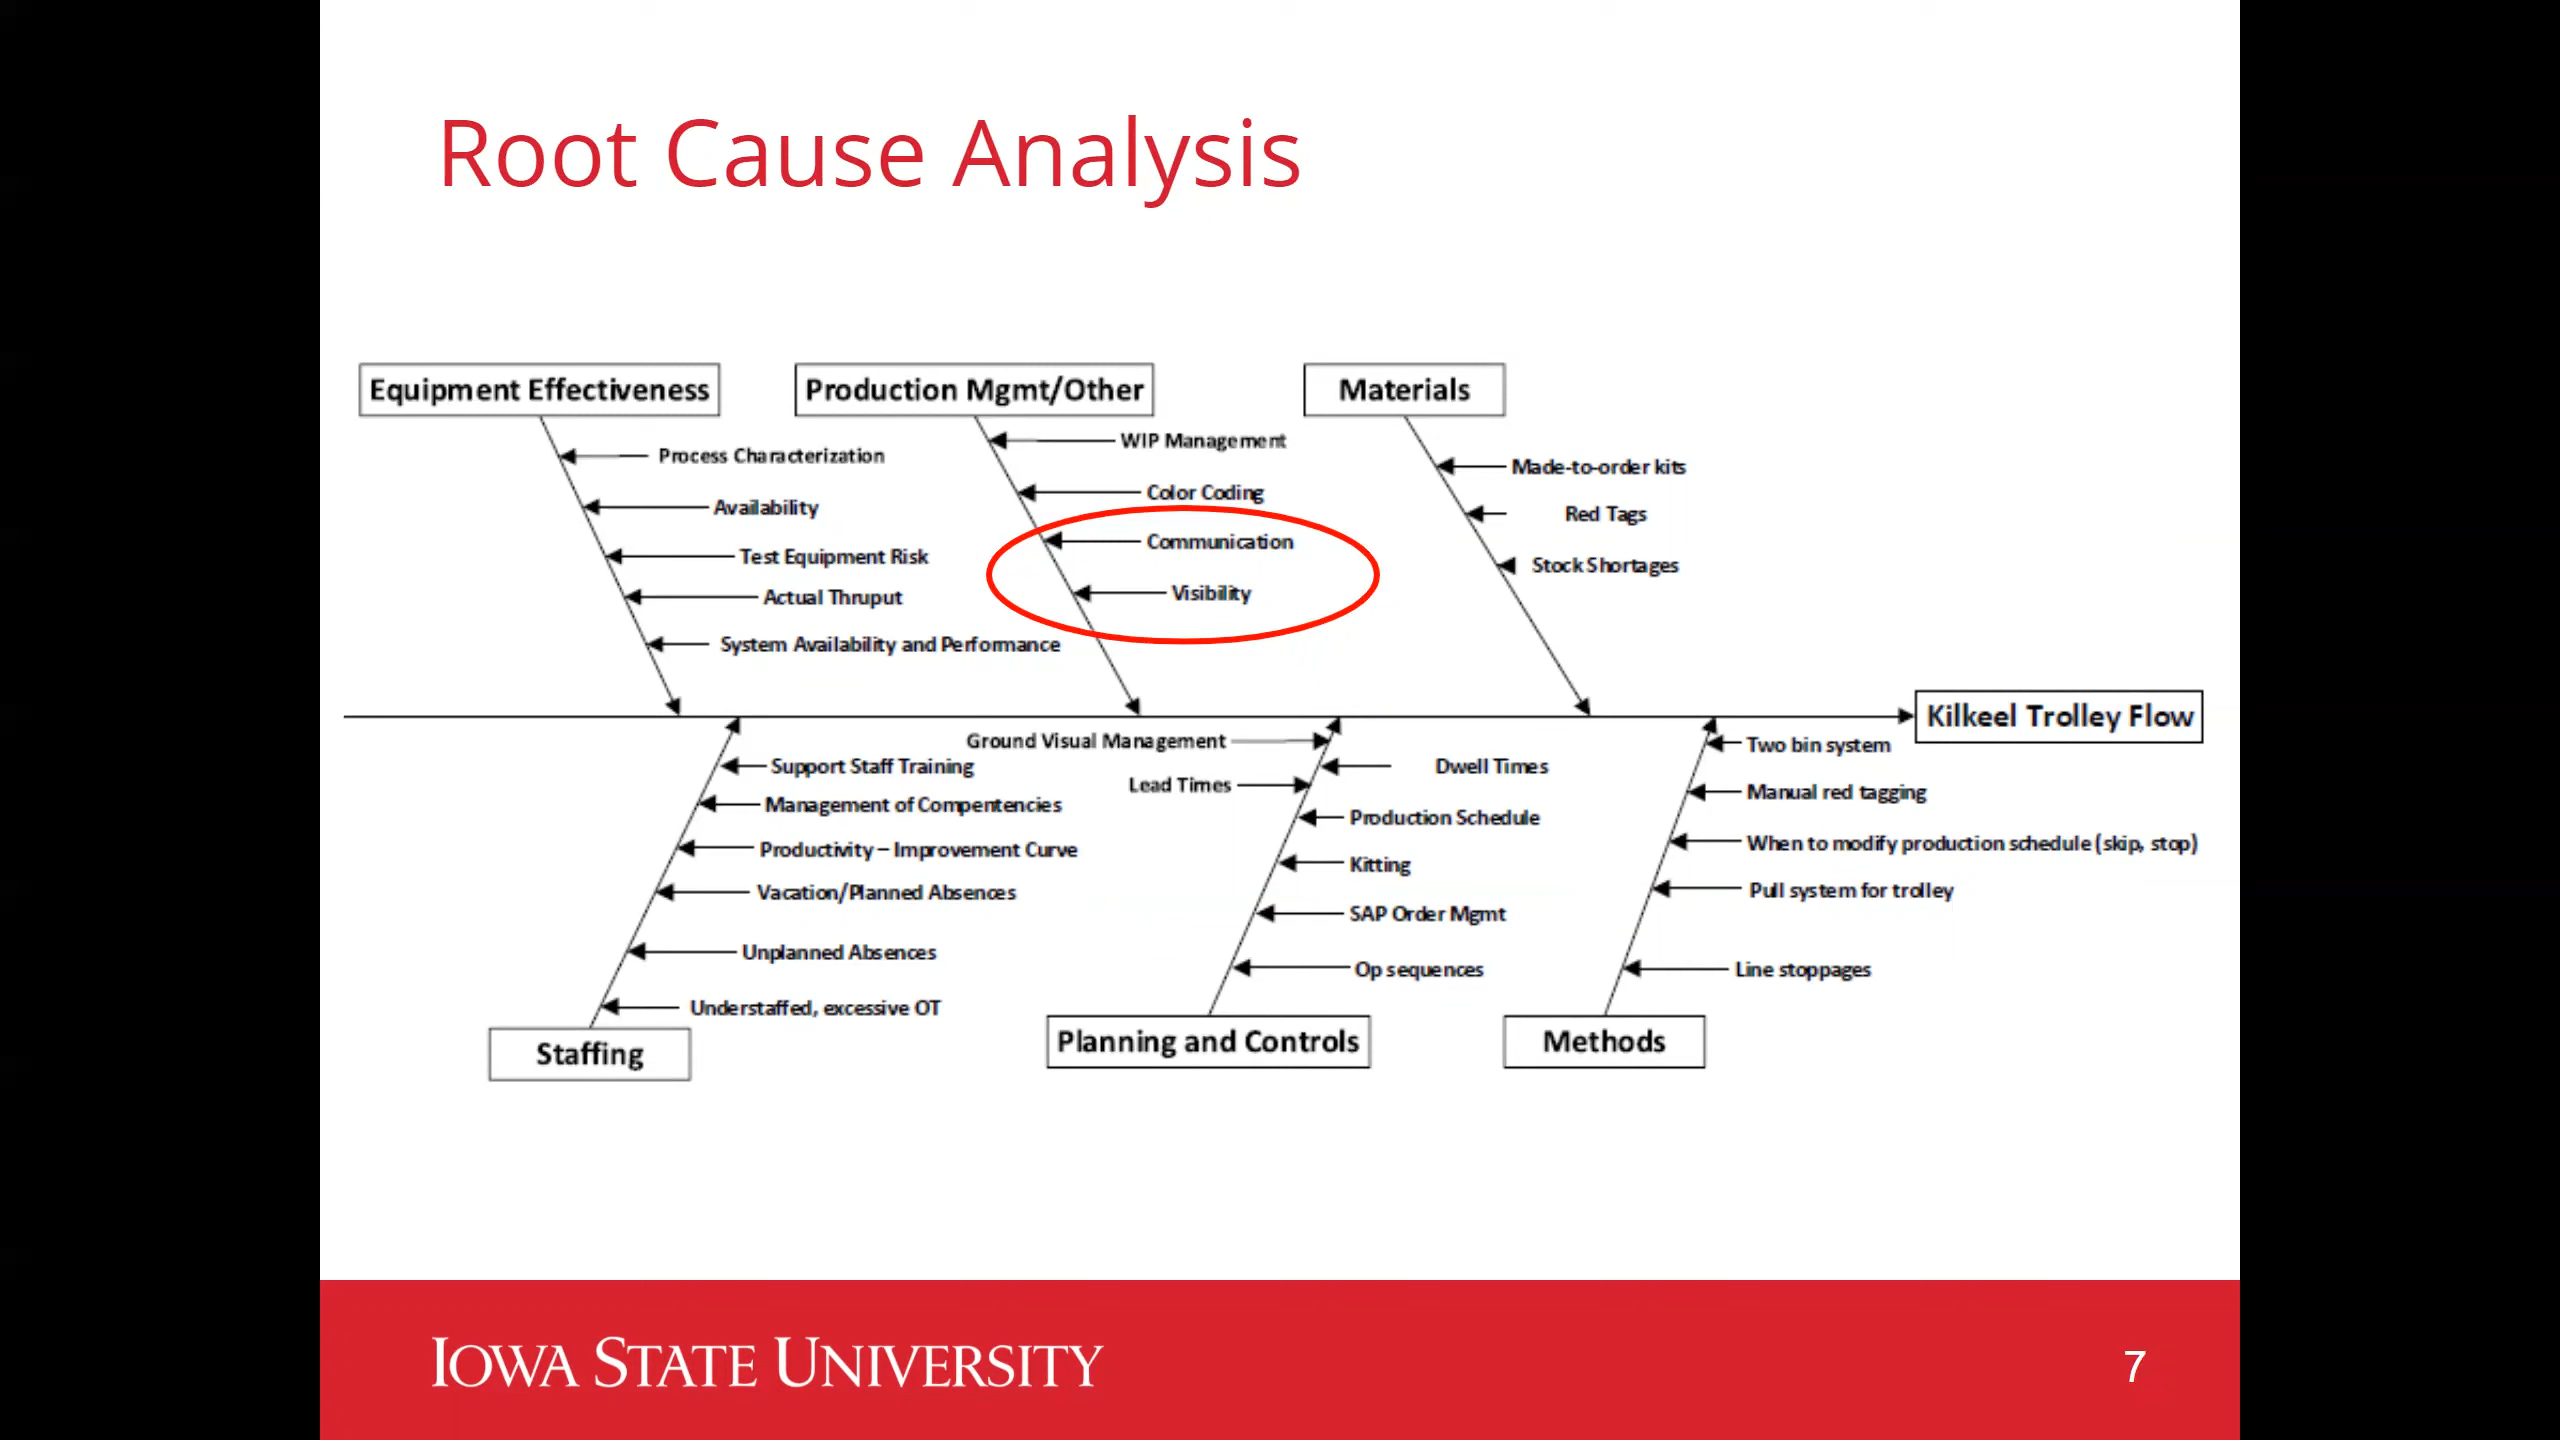 Root Cause Analysis
Equipment Effectiveness
Process Characterization
Availability
Test Equipment Risk
Actual Thruput
System Availability and Performance
Production Mgmt/Other
WIP Management
Color Coding
Communication
Visibility
Materials
Made-to-order kits
Red Tags
Stock Shortages
Kilkeel Trolley Flow
Support Staff Training
Management of Compentencies
Productivity – Improvement Curve
Vacation/Planned Absences
Unplanned Absences
Understaffed, excessive OT
Staffing
Ground Visual Management
Lead Times
Dwell Times
Production Schedule
Kitting
SAP Order Mgmt
Op sequences
Planning and Controls
Two bin system
Manual red tagging
When to modify production schedule (skip, stop)
Pull system for trolley
Line stoppages
Methods
IOWA STATE UNIVERSITY
7